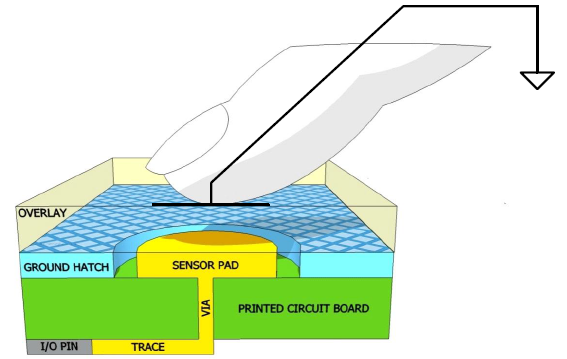 OVERLAY
GROUND HATCH
SENSOR PAD
VIA
PRINTED CIRCUIT BOARD
I/O PIN
TRACE